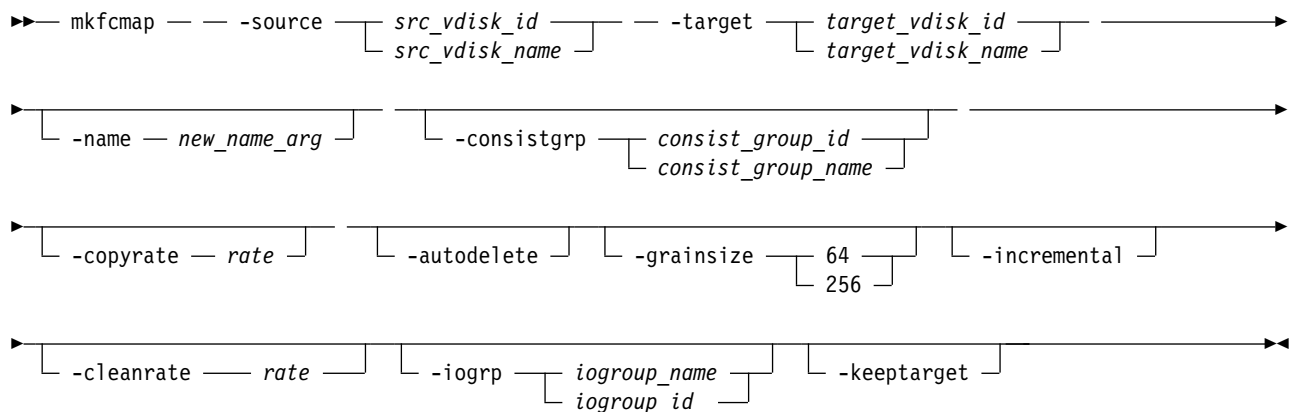 mkfcmap -source src_vdisk_id -target target_vdisk_id
src_vdisk_name target_vdisk_name
-name new_name_arg -consistgrp consist_group_id
consist_group_name
-copyrate rate -autodelete -grainsize 64 -incremental
256
-cleanrate rate -iogrp iogroup_name -keeptarget
iogroup_id